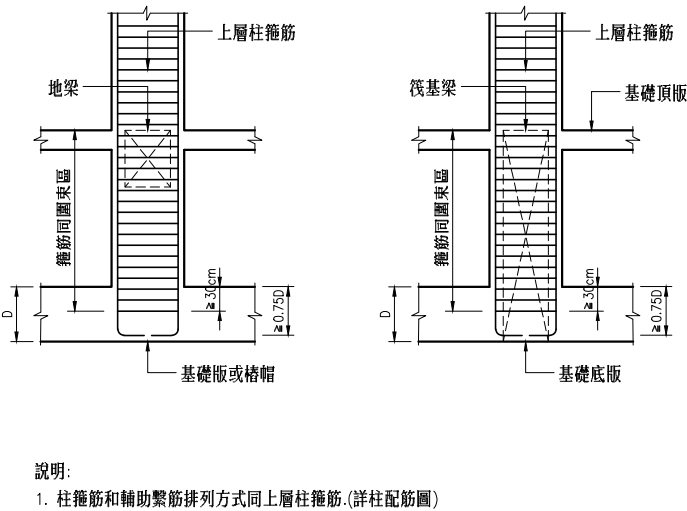 上層柱箍筋
地梁
箍筋同圍束區
D
≧30cm
≧0.75D
基礎版或樁帽
上層柱箍筋
筏基梁
基礎頂版
箍筋同圍束區
D
≧30cm
≧0.75D
基礎底版
說明:
1. 柱箍筋和輔助繫筋排列方式同上層柱箍筋.(詳柱配筋圖)